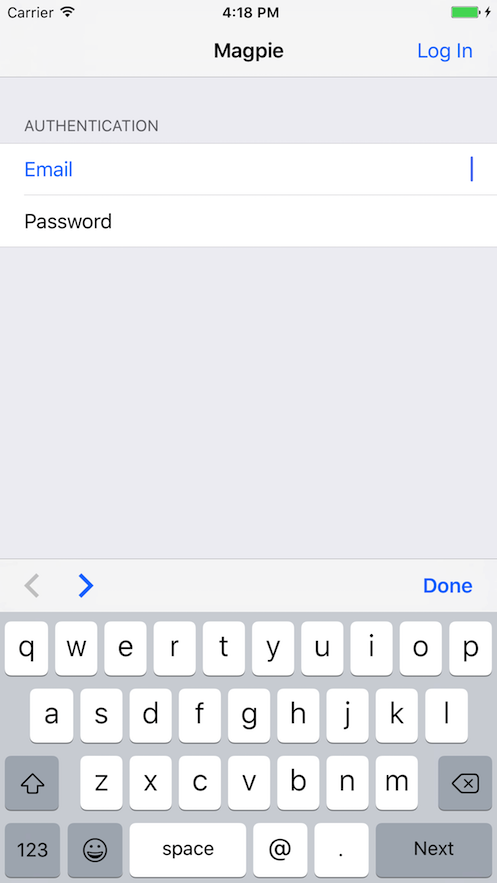 Carrier 4:18 PM
Magpie Log In
AUTHENTICATION
Email
Password
Done
q w e r t y u i o p
a s d f g h j k l
z x c v b n m
123 space @ . Next